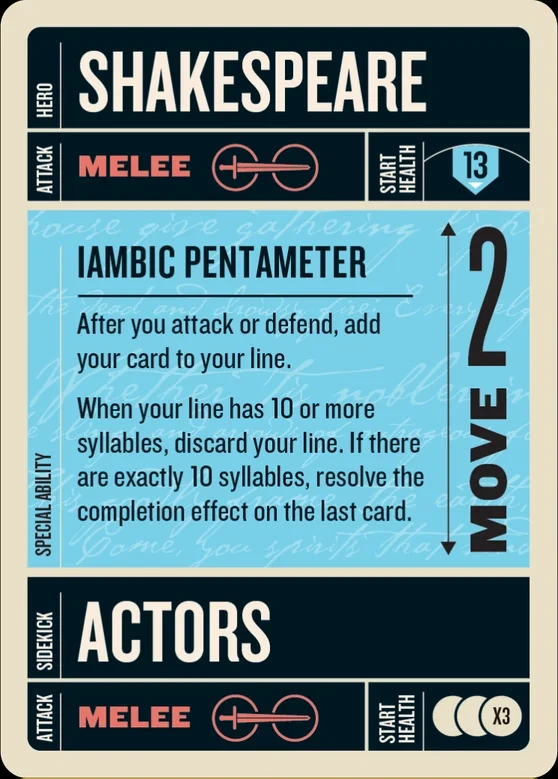 HERO
SHAKESPEARE
ATTACK
MELEE
START
HEALTH
13
SPECIAL ABILITY
IAMBIC PENTAMETER
After you attack or defend, add
your card to your line.
When your line has 10 or more
syllables, discard your line. If there
are exactly 10 syllables, resolve the
completion effect on the last card.
MOVE 2
SIDEKICK
ACTORS
ATTACK
MELEE
START
HEALTH
X3